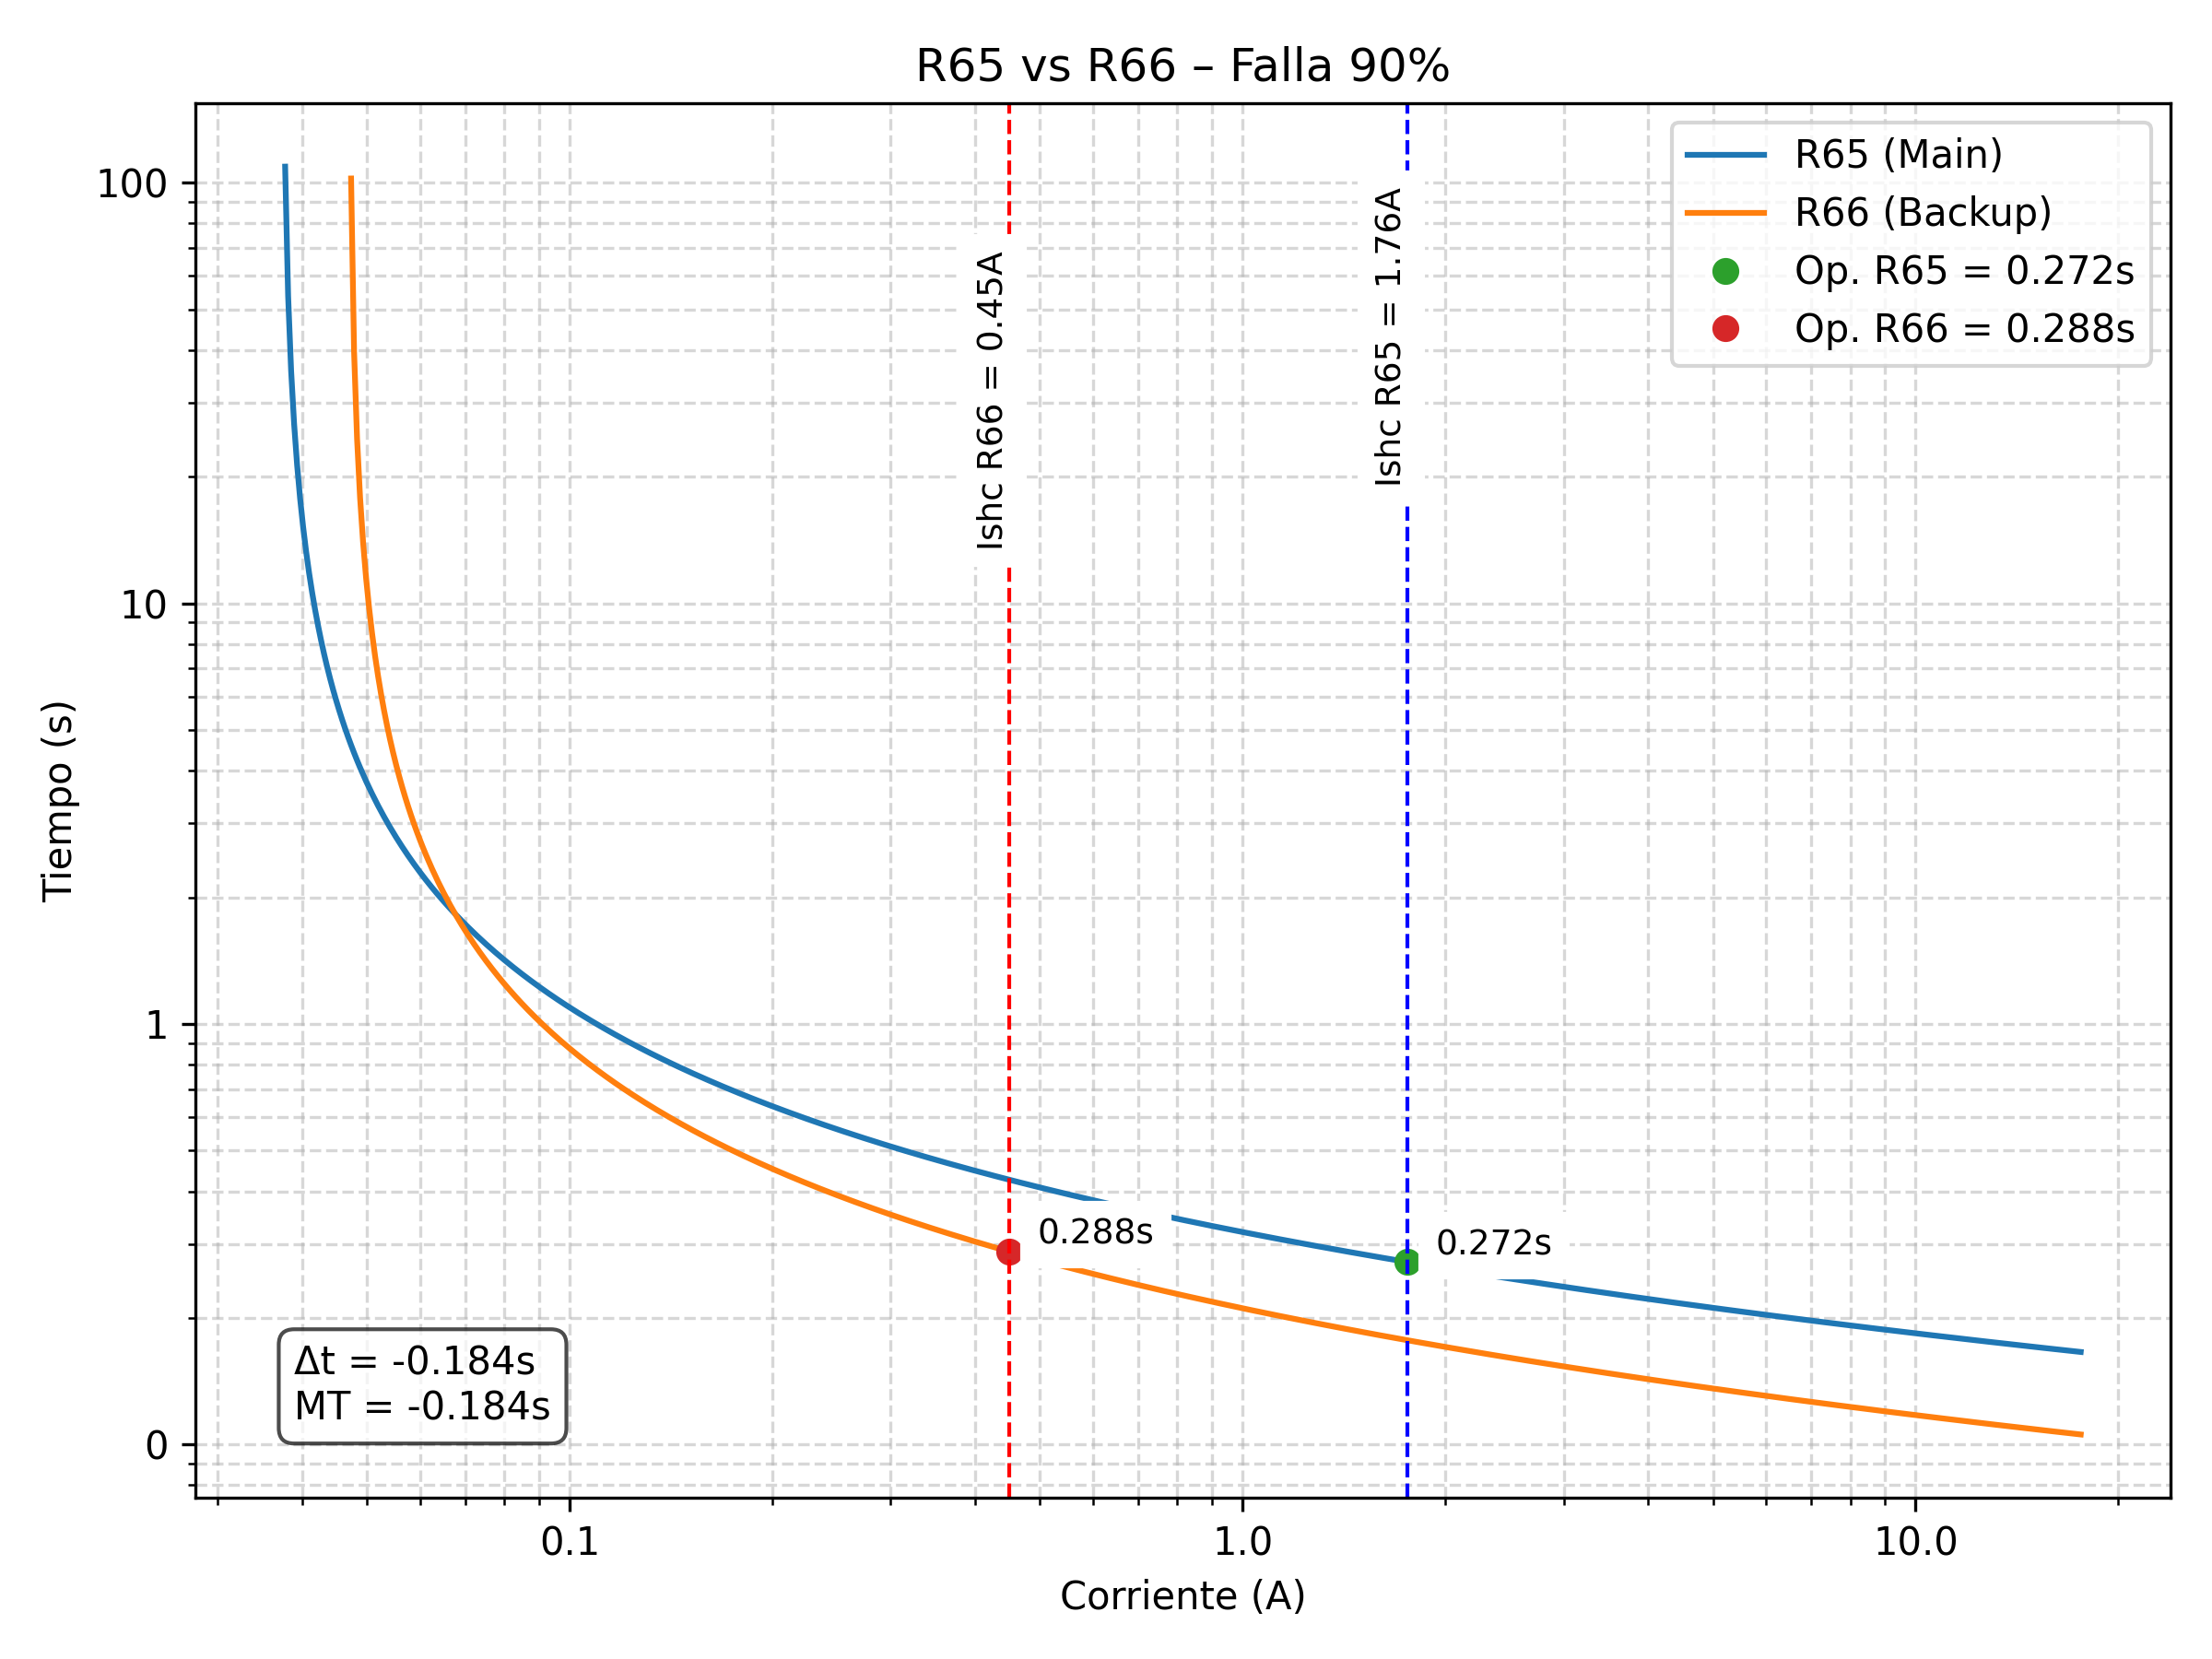 R65 vs R66 – Falla 90%
R65 (Main)
R66 (Backup)
Op. R65 = 0.272s
Op. R66 = 0.288s
Ishc R66 = 0.45A
Ishc R65 = 1.76A
100
10
1
0
Tiempo (s)
0.288s
0.272s
Δt = -0.184s
MT = -0.184s
0.1
1.0
10.0
Corriente (A)